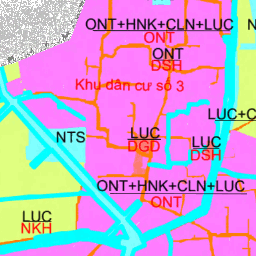 ONT+HNK+CLN+LUC
ONT
N
ONT
DSH
Khu dân cư số 3
LUC+C
NTS
LUC
DGD
LUC
DSH
ONT+HNK+CLN+LUC
ONT
LUC
NKH